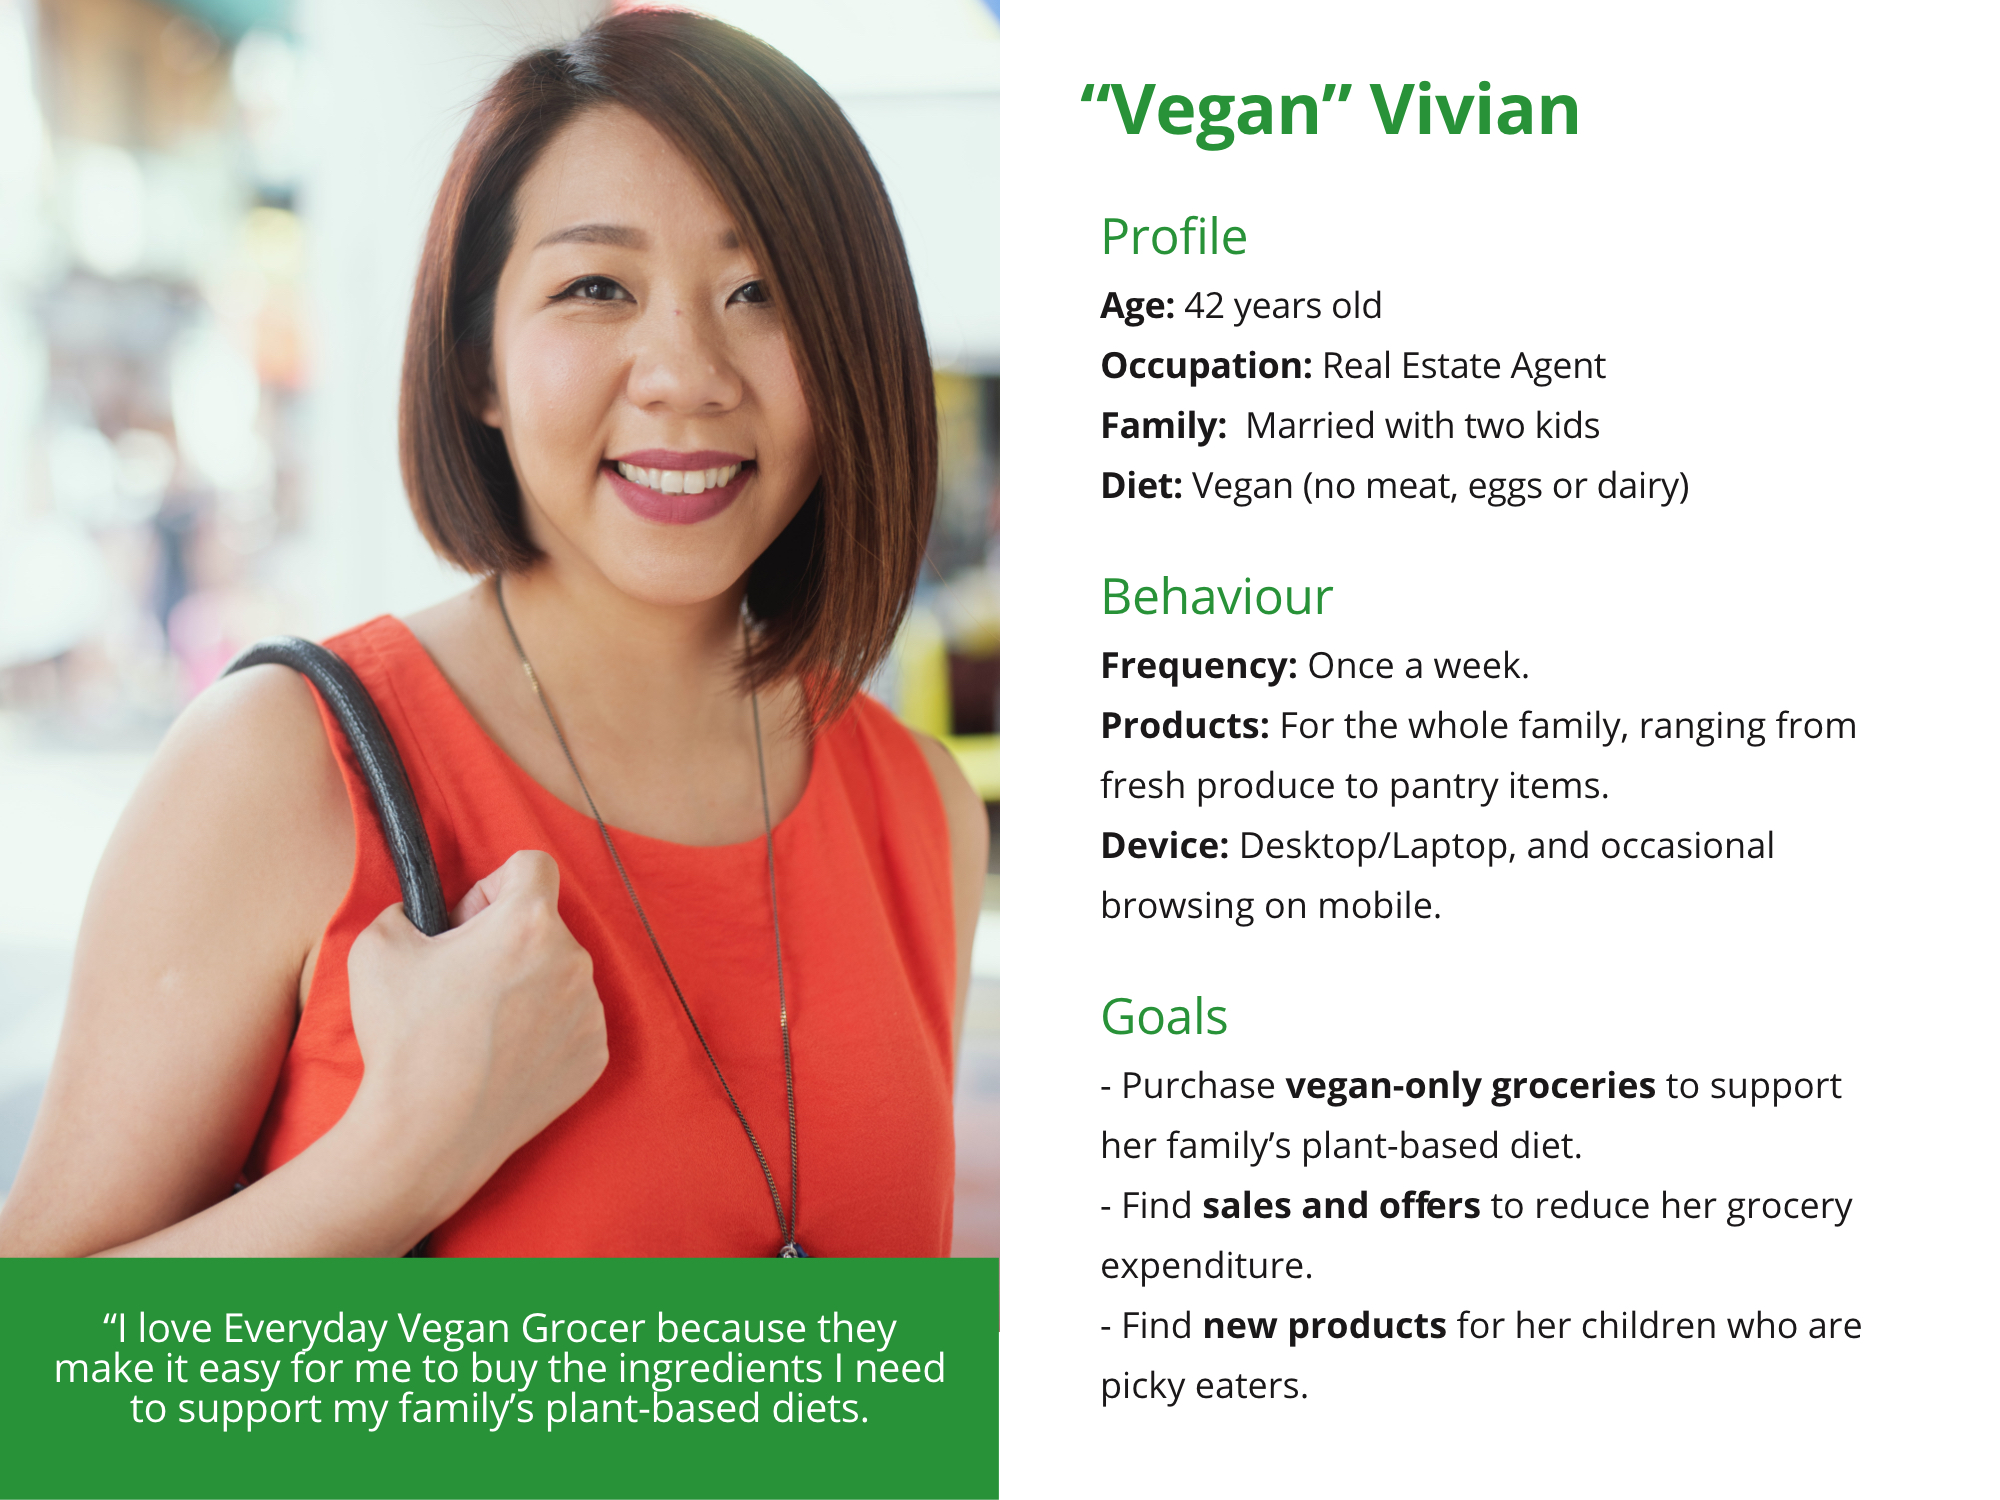 “Vegan” Vivian
Profile
Age: 42 years old
Occupation: Real Estate Agent
Family:  Married with two kids
Diet: Vegan (no meat, eggs or dairy)
Behaviour
Frequency: Once a week.
Products: For the whole family, ranging from
fresh produce to pantry items.
Device: Desktop/Laptop, and occasional
browsing on mobile.
Goals
- Purchase vegan-only groceries to support
her family’s plant-based diet.
- Find sales and offers to reduce her grocery
expenditure.
- Find new products for her children who are
picky eaters.
“I love Everyday Vegan Grocer because they
make it easy for me to buy the ingredients I need
to support my family’s plant-based diets.